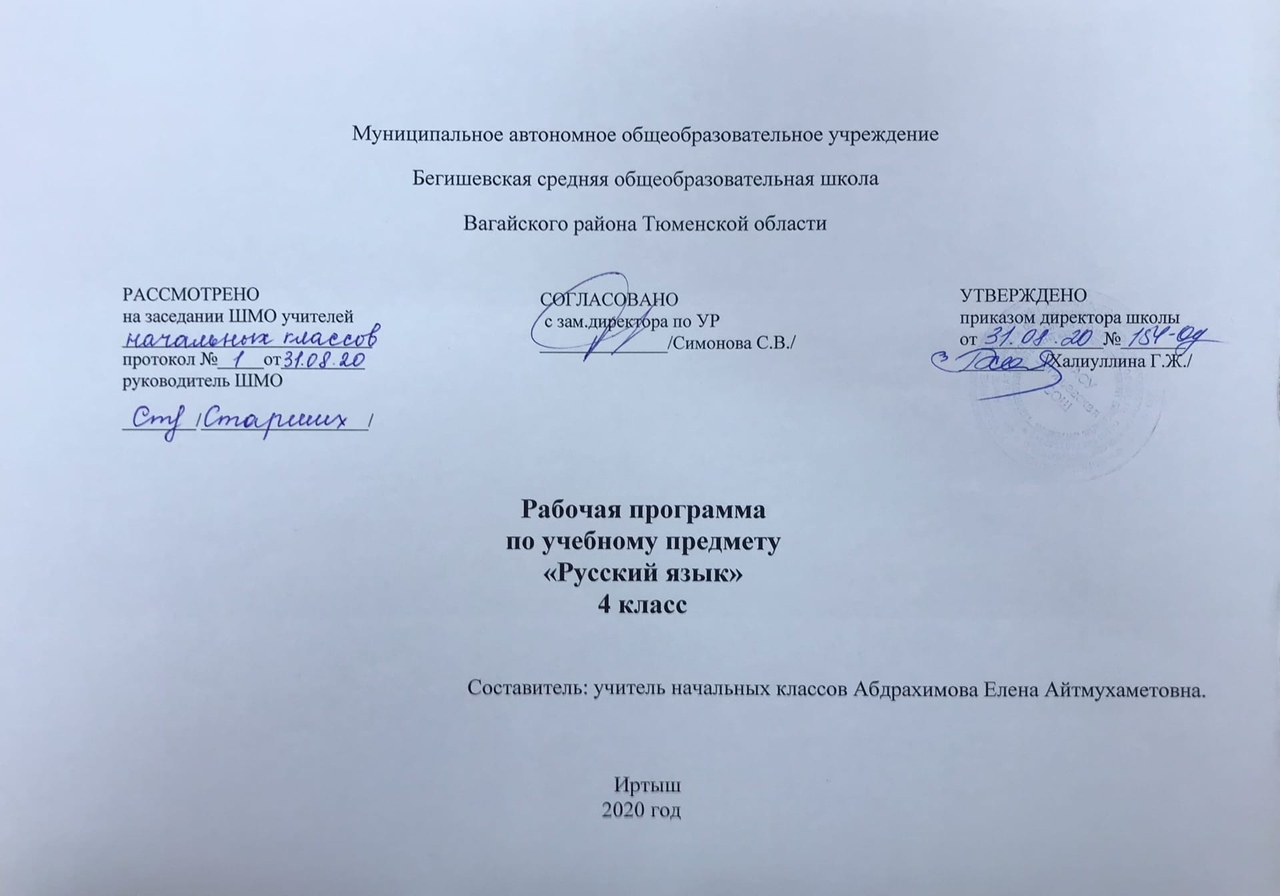 Муниципальное автономное общеобразовательное учреждение
Бегишевская средняя общеобразовательная школа
Вагайского района Тюменской области
РАССМОТРЕНО
на заседании ШМО учителей
начальных классов
протокол № 1 от 31.08.20
руководитель ШМО
/Старших /
СОГЛАСОВАНО
с зам.директора по УР
/Симонова С.В./
УТВЕРЖДЕНО
приказом директора школы
от 31.08.20 № 154-Од
/Халиуллина Г.Ж./
Рабочая программа
по учебному предмету
«Русский язык»
4 класс
Составитель: учитель начальных классов Абдрахимова Елена Айтмухаметовна.
Иртыш
2020 год